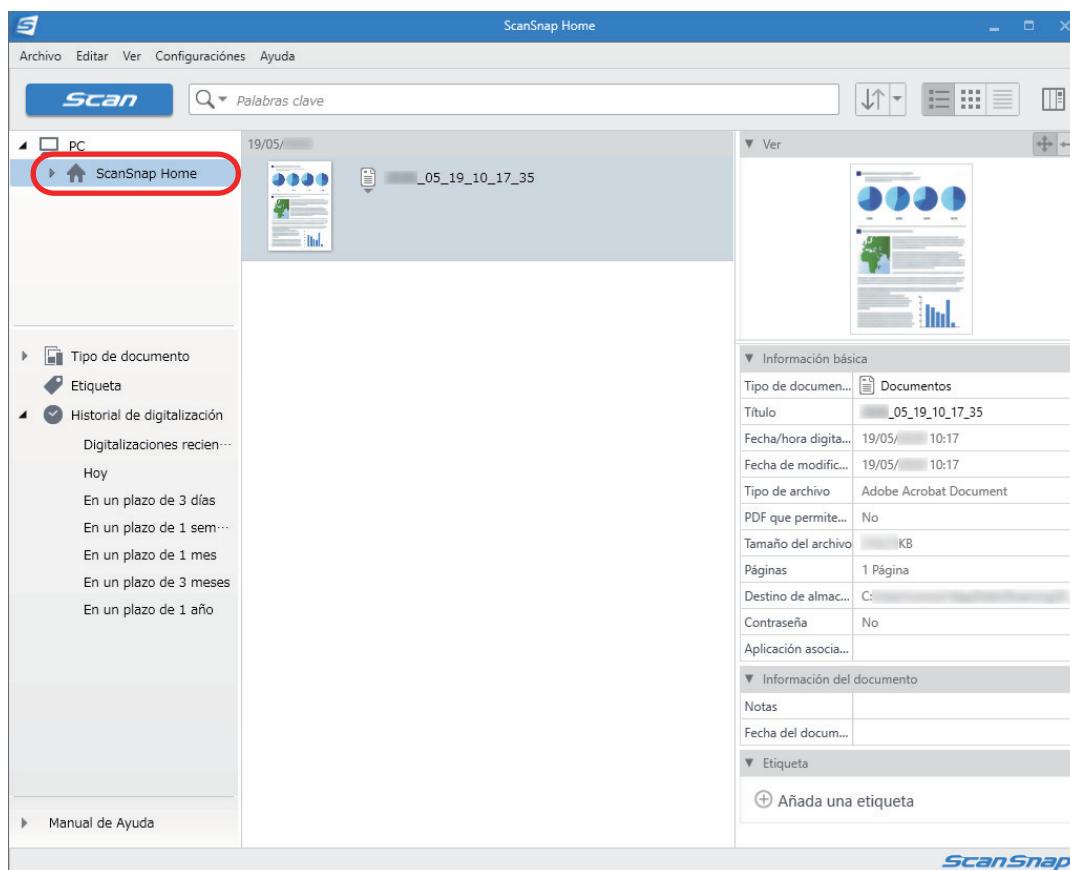 ScanSnap Home
Archivo Editar Ver Configuraciónes Ayuda
Scan
Palabras clave
PC
ScanSnap Home
Tipo de documento
Etiqueta
Historial de digitalización
Digitalizaciones recien···
Hoy
En un plazo de 3 días
En un plazo de 1 sem···
En un plazo de 1 mes
En un plazo de 3 meses
En un plazo de 1 año
Manual de Ayuda
19/05/
_05_19_10_17_35
Ver
Información básica
Tipo de documen... Documentos
Título _05_19_10_17_35
Fecha/hora digita... 19/05/ 10:17
Fecha de modific... 19/05/ 10:17
Tipo de archivo Adobe Acrobat Document
PDF que permite... No
Tamaño del archivo KB
Páginas 1 Página
Destino de almac... C:
Contraseña No
Aplicación asocia...
Información del documento
Notas
Fecha del docum...
Etiqueta
Añada una etiqueta
ScanSnap